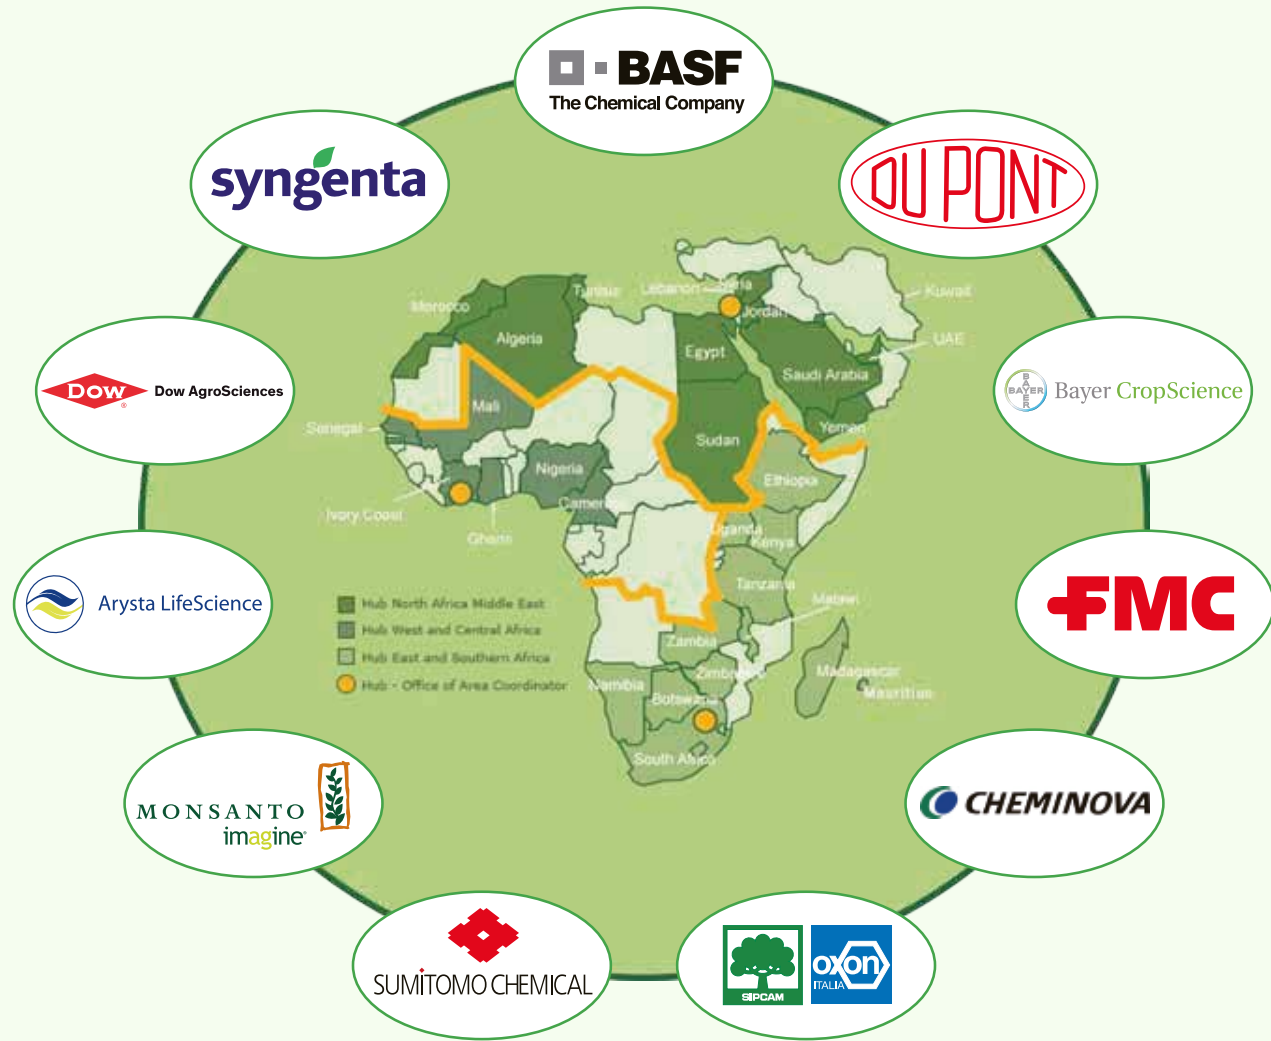 BASF
The Chemical Company
syngenta
DU PONT
Lebanon
Syria
Kuwait
Tunisia
Morocco
Jordan
Algeria
UAE
Egypt
Saudi Arabia
DOW
Dow AgroSciences
BAYER
BAYER
Bayer CropScience
Mali
Senegal
Yemen
Sudan
Nigeria
Ethiopia
Cameroon
Ivory Coast
Ghana
Uganda
Kenya
Tanzania
Arysta LifeScience
FMC
Hub North Africa Middle East
Hub West and Central Africa
Hub East and Southern Africa
Hub - Office of Area Coordinator
Malawi
Zambia
Zimbabwe
Madagascar
Mauritius
Namibia
Botswana
South Africa
MONSANTO
imagine®
CHEMINOVA
SUMITOMO CHEMICAL
SIPCAM
oxon
ITALIA